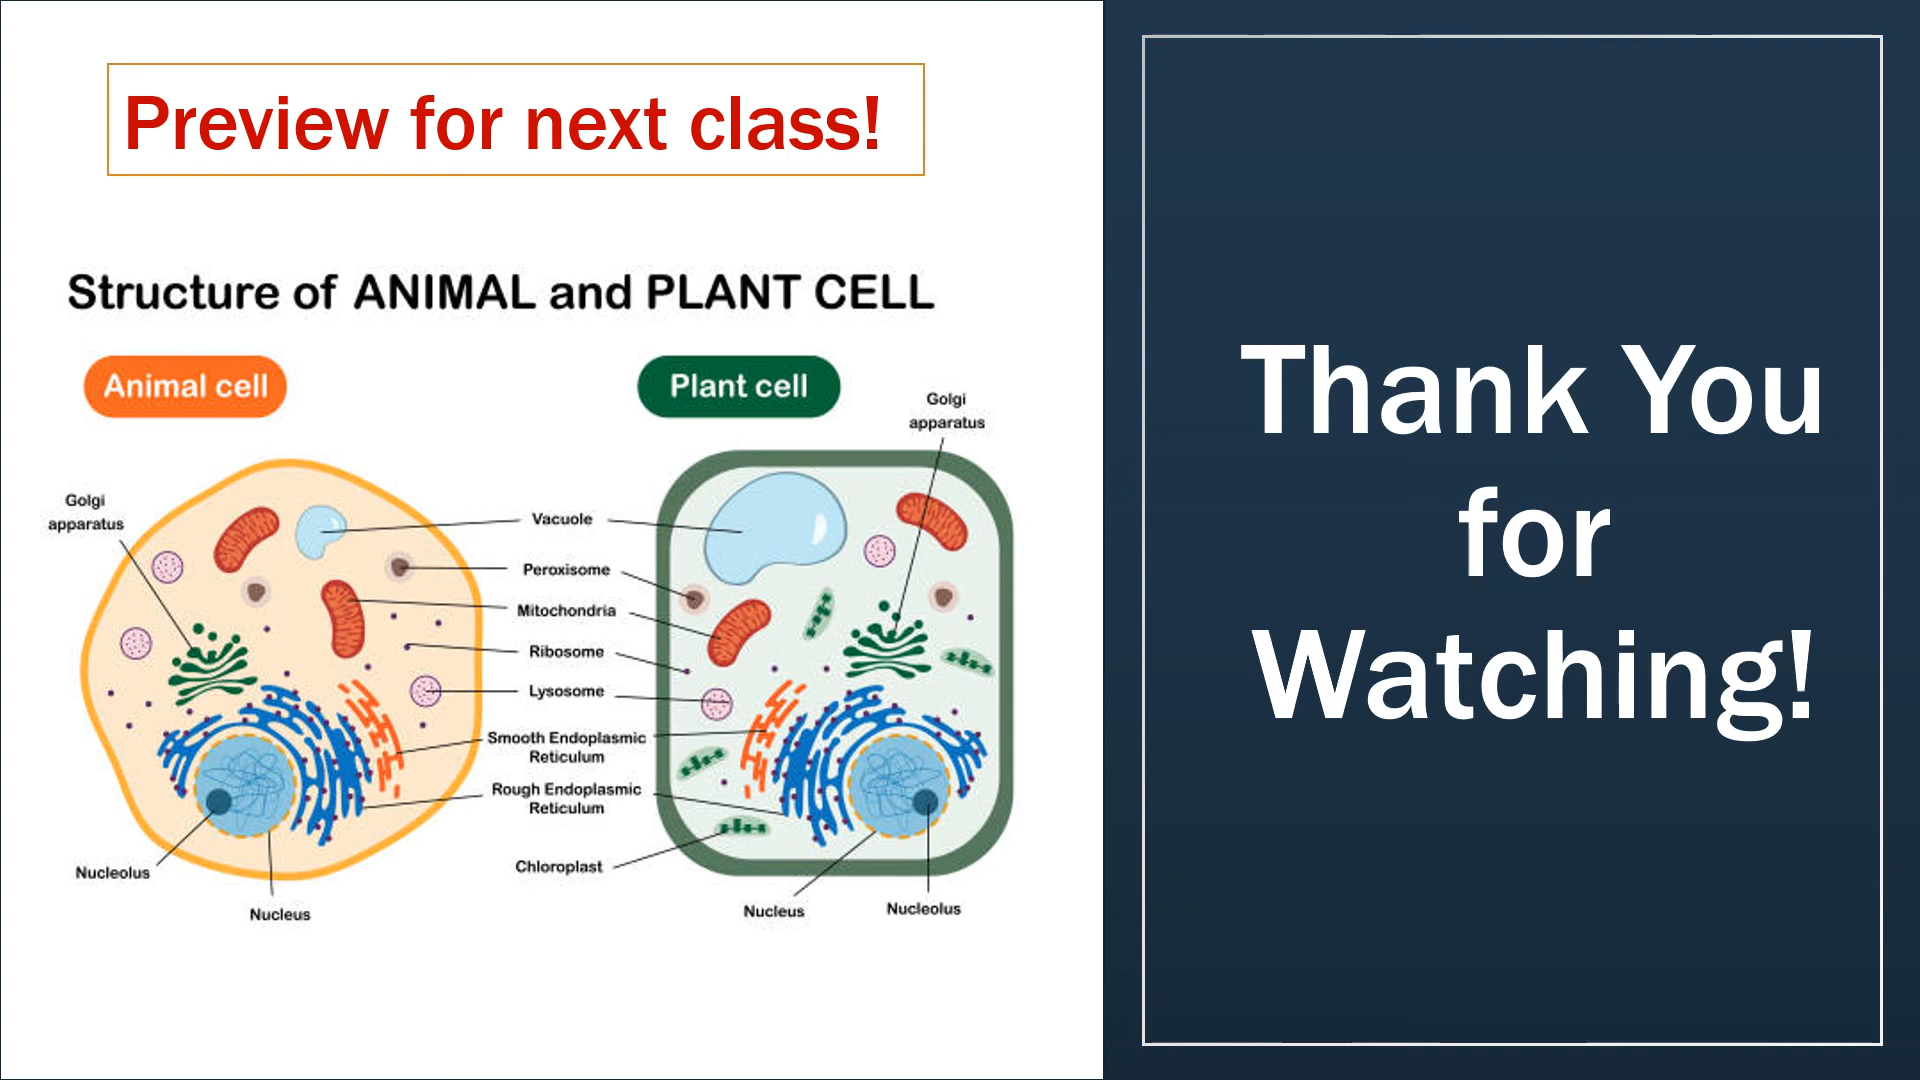 Preview for next class!
Structure of ANIMAL and PLANT CELL
Animal cell
Plant cell
Golgi
apparatus
Golgi
apparatus
Vacuole
Peroxisome
Mitochondria
Ribosome
Lysosome
Smooth Endoplasmic
Reticulum
Rough Endoplasmic
Reticulum
Chloroplast
Nucleolus
Nucleus
Nucleus
Nucleolus
Thank You
for
Watching!